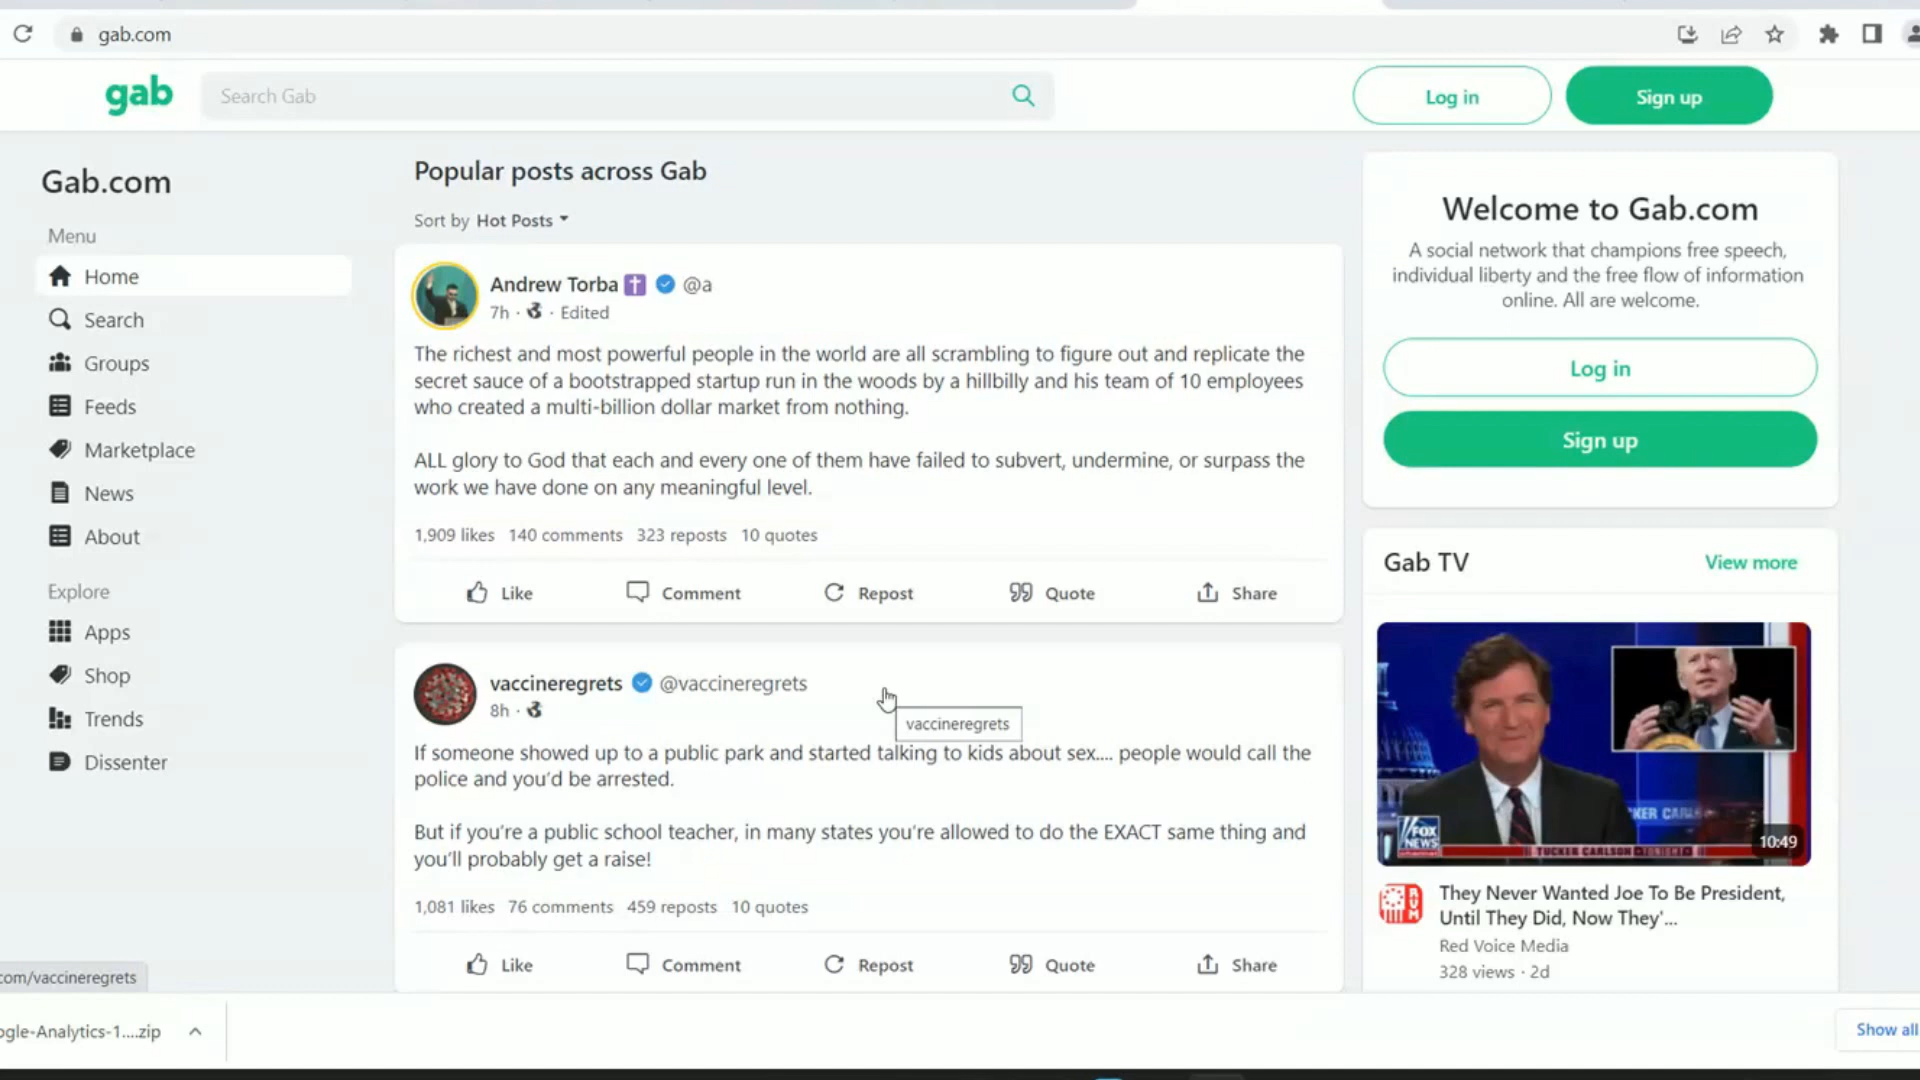 gab.com
gab
Search Gab
Log in
Sign up
Gab.com
Menu
Home
Search
Groups
Feeds
Marketplace
News
About
Explore
Apps
Shop
Trends
Dissenter
Popular posts across Gab
Sort by Hot Posts
Andrew Torba @a
7h · · Edited
The richest and most powerful people in the world are all scrambling to figure out and replicate the
secret sauce of a bootstrapped startup run in the woods by a hillbilly and his team of 10 employees
who created a multi-billion dollar market from nothing.
ALL glory to God that each and every one of them have failed to subvert, undermine, or surpass the
work we have done on any meaningful level.
1,909 likes 140 comments 323 reposts 10 quotes
Like Comment Repost Quote Share
vaccineregrets @vaccineregrets
8h ·
vaccineregrets
If someone showed up to a public park and started talking to kids about sex.... people would call the
police and you'd be arrested.
But if you're a public school teacher, in many states you're allowed to do the EXACT same thing and
you'll probably get a raise!
1,081 likes 76 comments 459 reposts 10 quotes
Like Comment Repost Quote Share
Welcome to Gab.com
A social network that champions free speech,
individual liberty and the free flow of information
online. All are welcome.
Log in
Sign up
Gab TV
View more
KER CARL
FOX
NEWS
TUCKER CARLSON TONIGHT
10:49
They Never Wanted Joe To Be President,
Until They Did, Now They'...
Red Voice Media
328 views · 2d
com/vaccineregrets
ogle-Analytics-1....zip
Show all